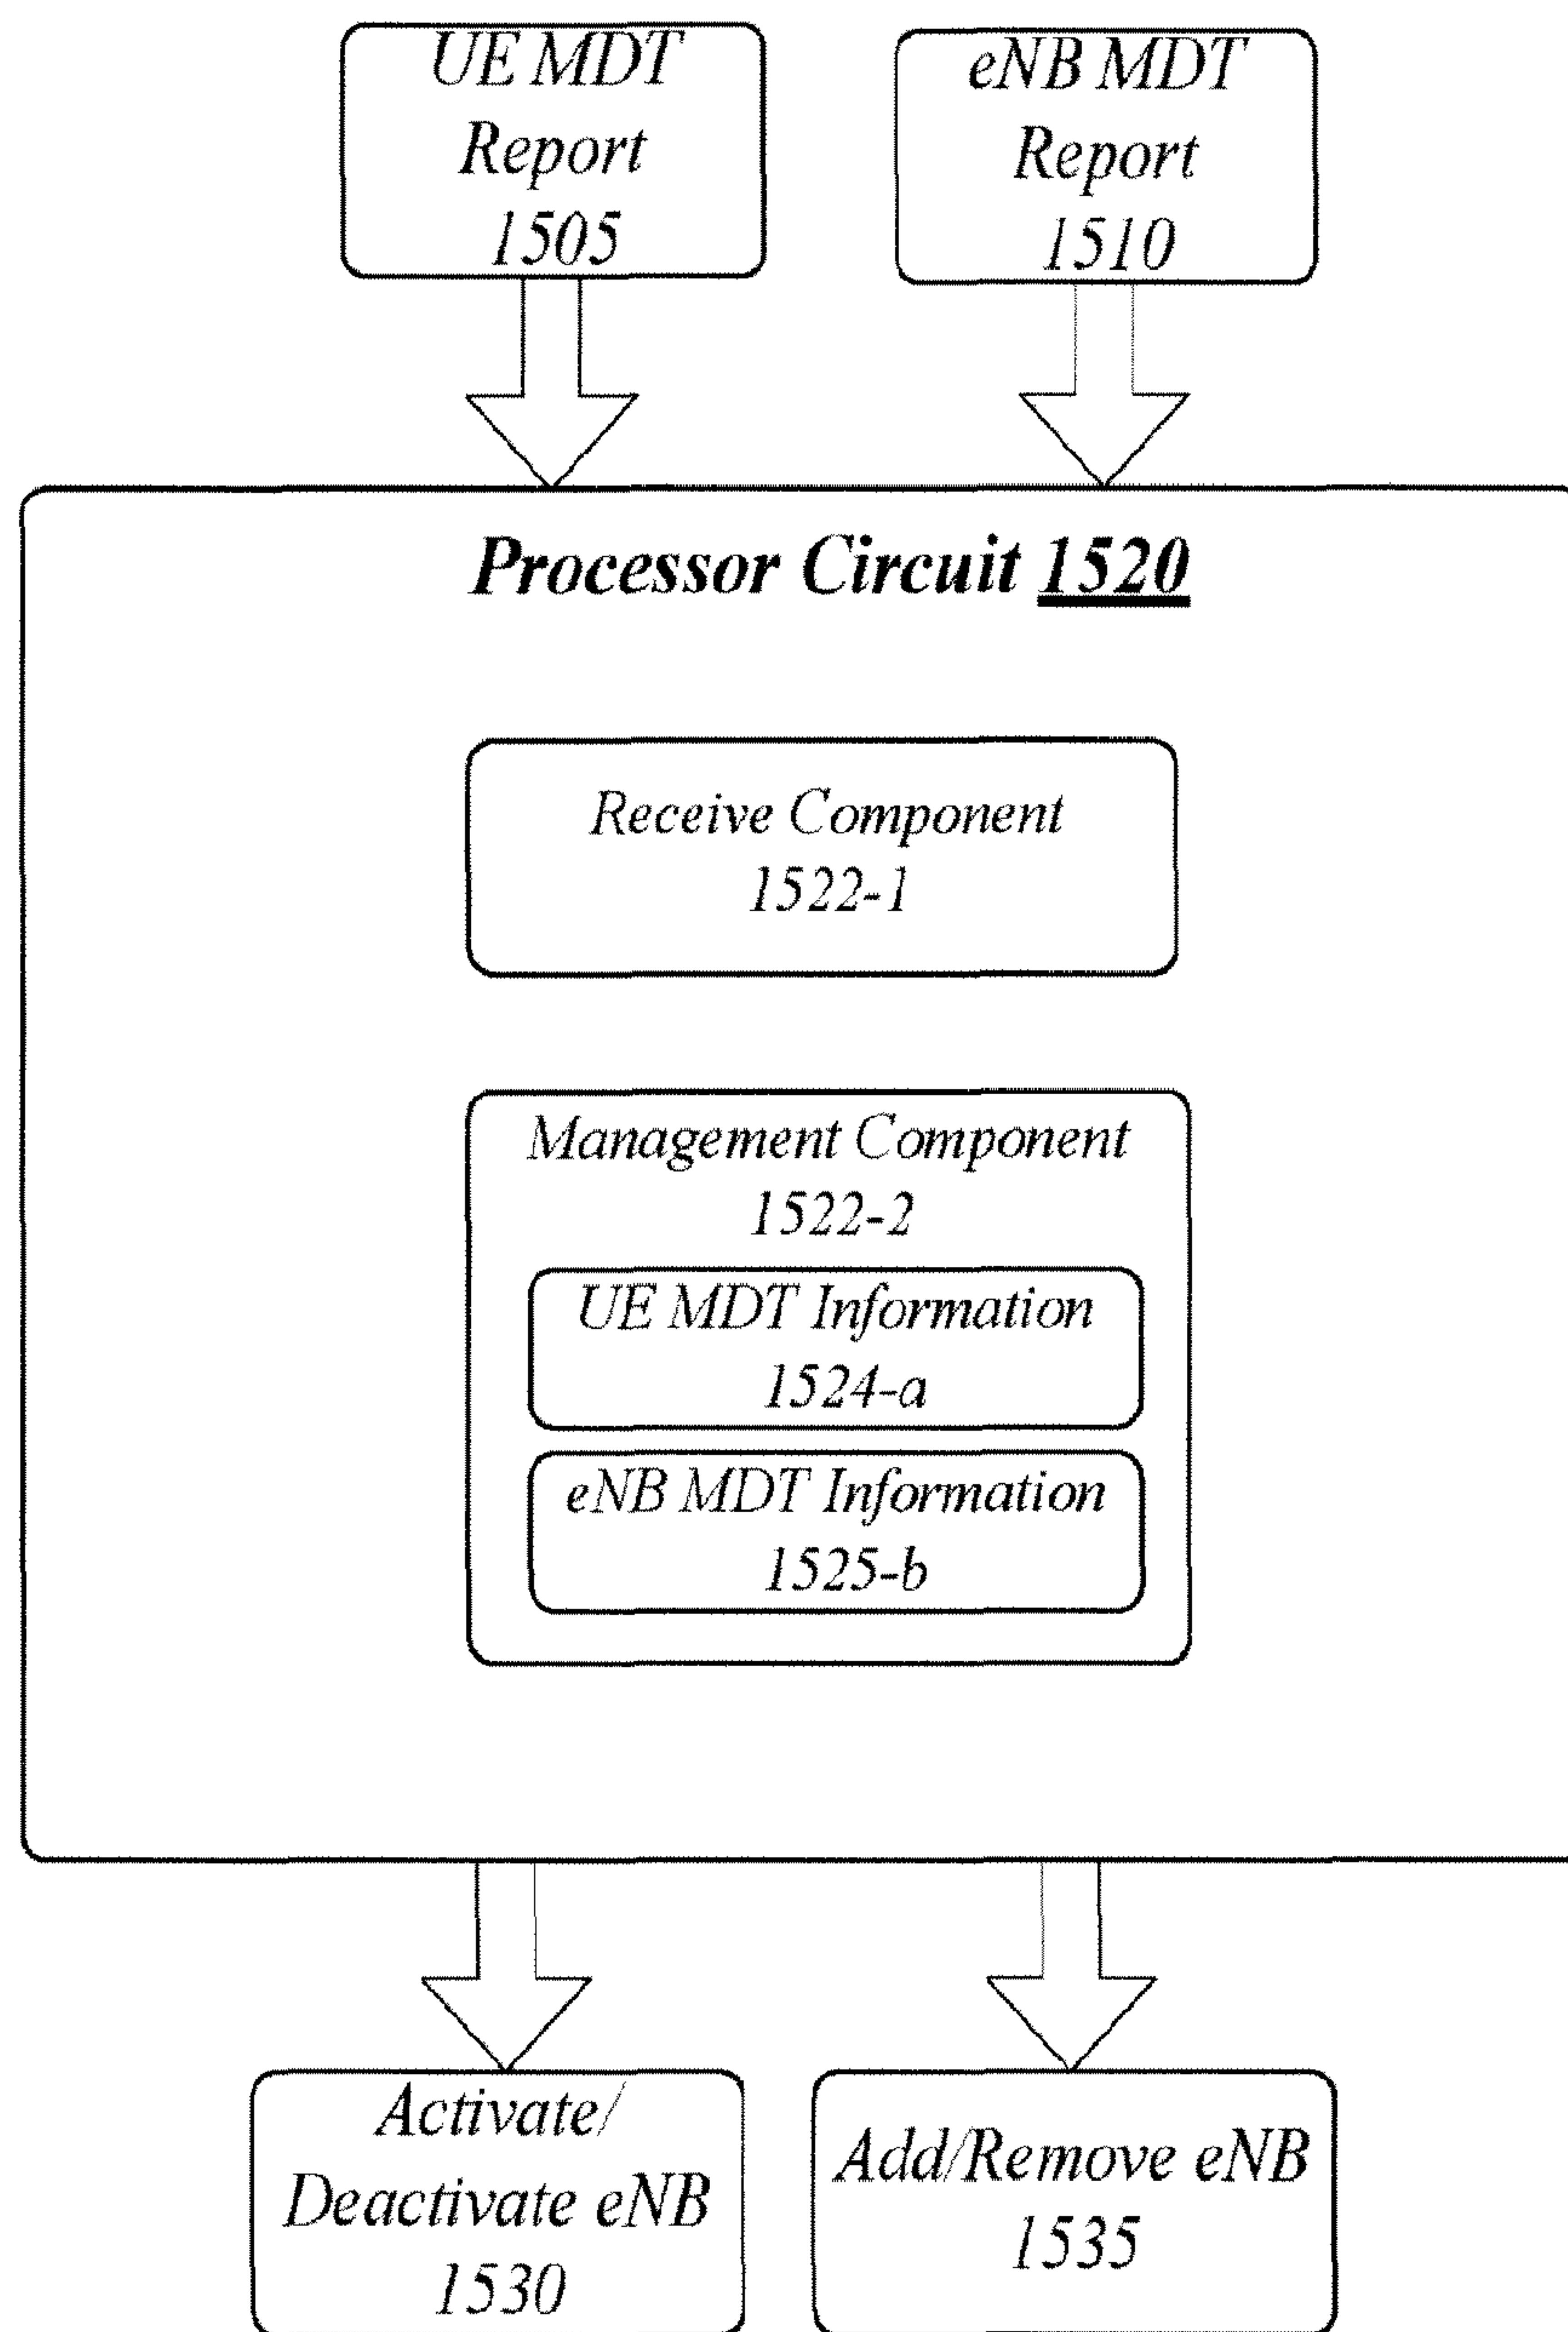 UE MDT
Report
1505
eNB MDT
Report
1510
Processor Circuit 1520
Receive Component
1522-1
Management Component
1522-2
UE MDT Information
1524-a
eNB MDT Information
1525-b
Activate/
Deactivate eNB
1530
Add/Remove eNB
1535